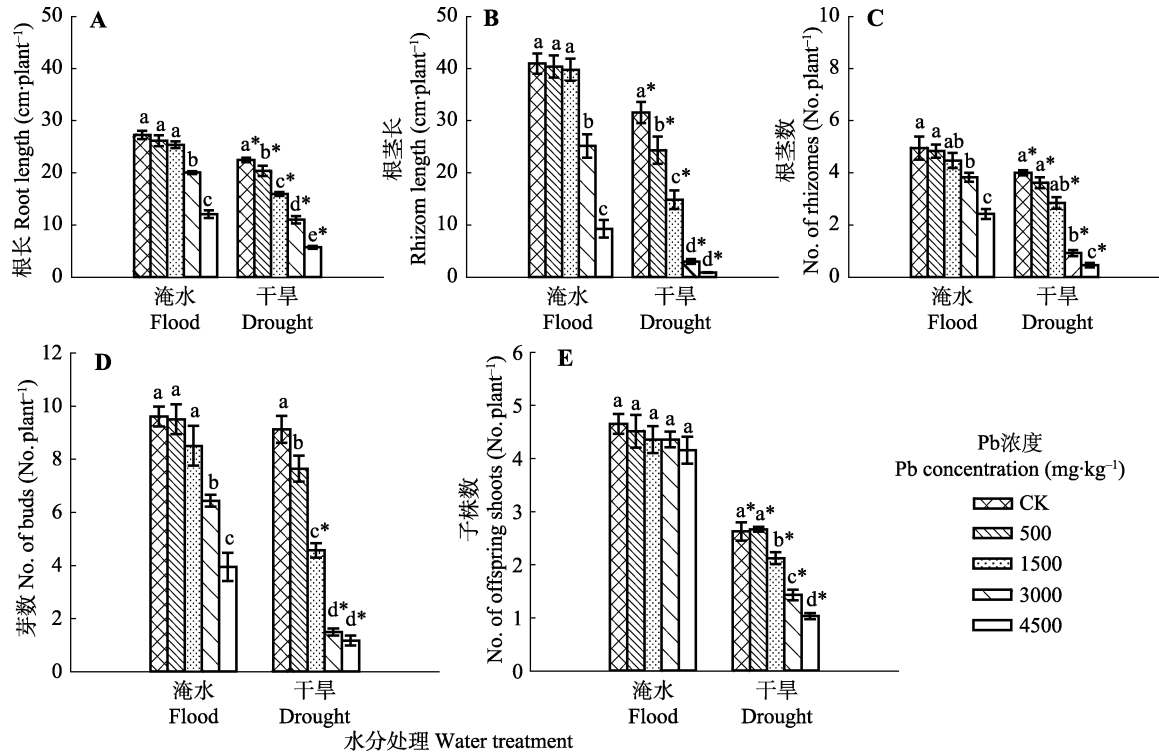 A
根长 Root length (cm·plant⁻¹)
50
40
30
20
10
0
a a a b c
a* b* c* d* e*
淹水 干旱
Flood Drought
B
根茎长
Rhizom length (cm·plant⁻¹)
50
40
30
20
10
0
a a a b c
a* b* c* d* d*
淹水 干旱
Flood Drought
C
根茎数
No. of rhizomes (No. plant⁻¹)
10
8
6
4
2
0
a a ab b c
a* a* ab* b* c*
淹水 干旱
Flood Drought
D
芽数 No. of buds (No. plant⁻¹)
12
10
8
6
4
2
0
a a a b c
a b c* d* d*
淹水 干旱
Flood Drought
E
子株数
No. of offspring shoots (No. plant⁻¹)
6
5
4
3
2
1
0
a a a a a
a* a* b* c* d*
淹水 干旱
Flood Drought
Pb浓度
Pb concentration (mg·kg⁻¹)
CK
500
1500
3000
4500
水分处理 Water treatment